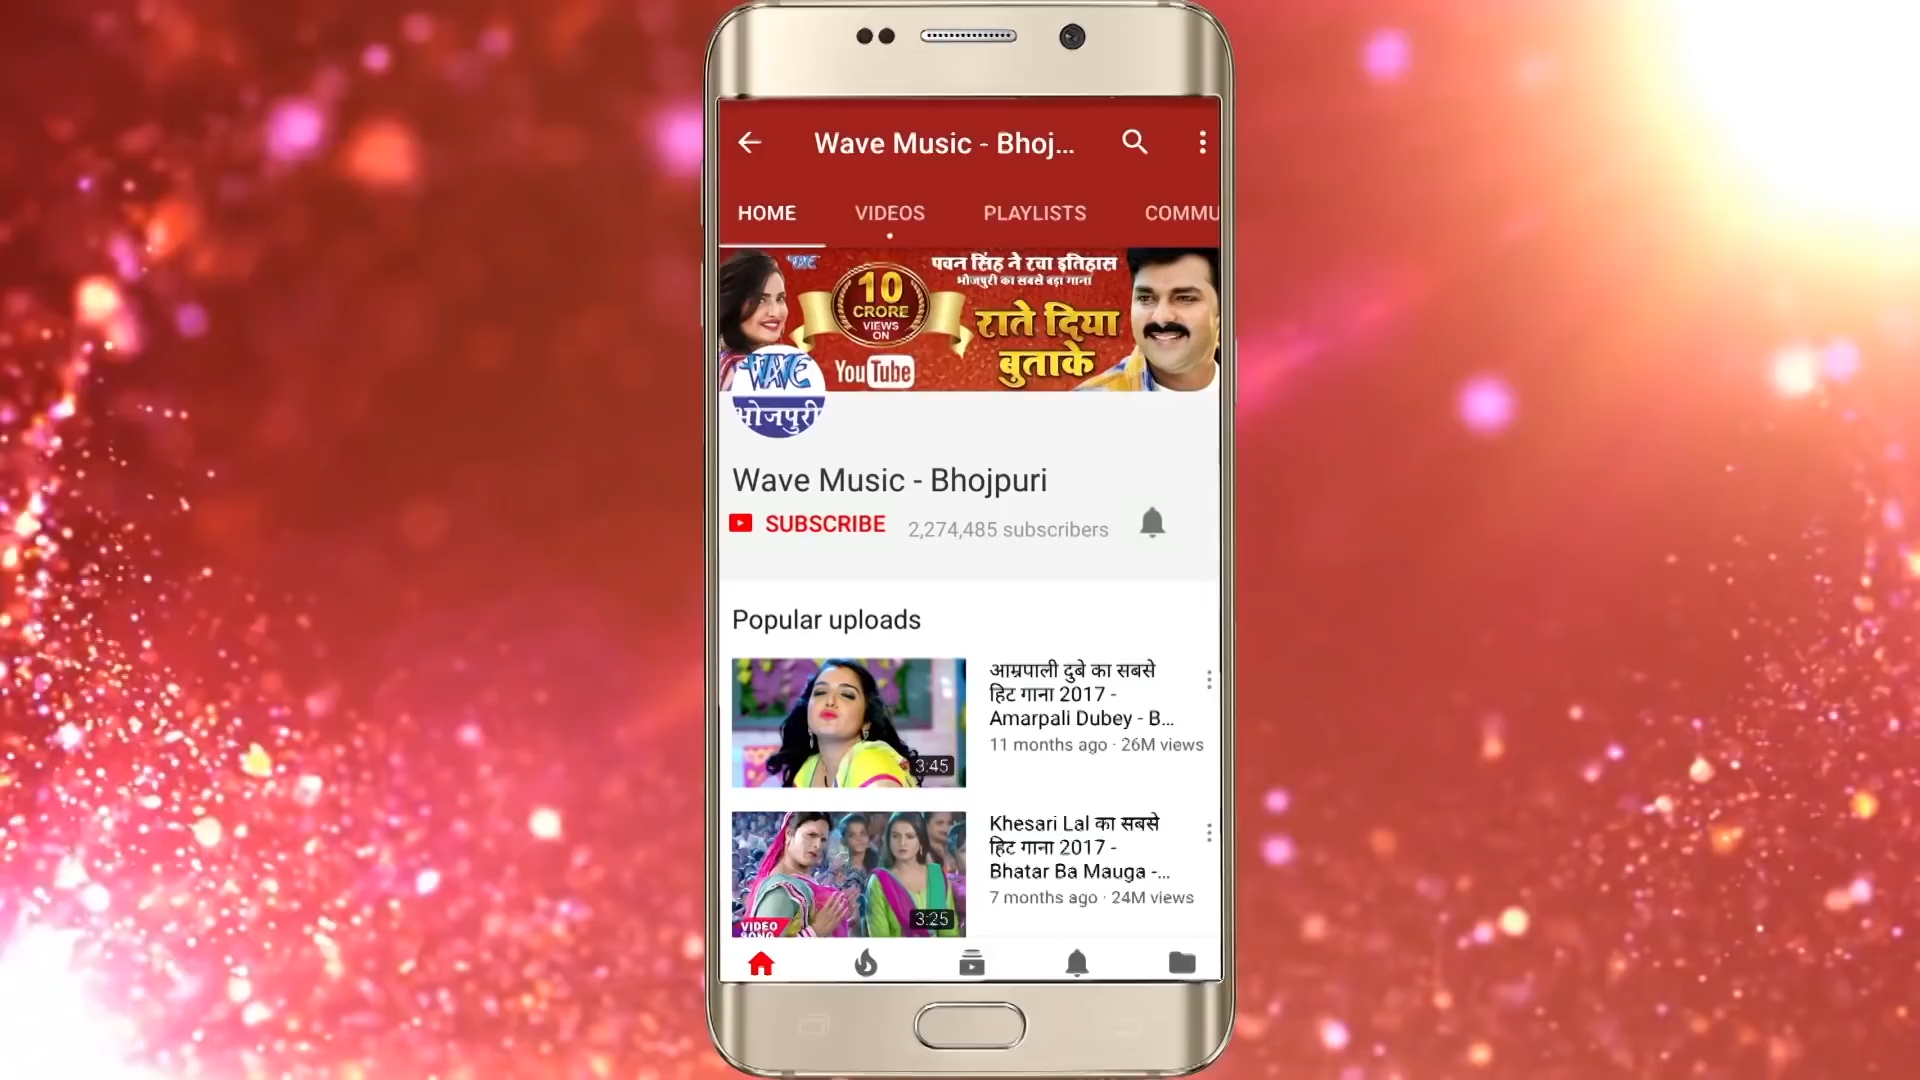 Wave Music - Bhoj...
HOME VIDEOS PLAYLISTS COMMU
WAVE
पवन सिंह ने रचा इतिहास
भोजपुरी का सबसे बड़ा गाना
10
CRORE
VIEWS
ON
YouTube
राते दिया
बुताके
WAVE
भोजपुरी
Wave Music - Bhojpuri
SUBSCRIBE 2,274,485 subscribers
Popular uploads
आम्रपाली दुबे का सबसे
हिट गाना 2017 -
Amarpali Dubey - B...
11 months ago · 26M views
3:45
Khesari Lal का सबसे
हिट गाना 2017 -
Bhatar Ba Mauga -...
7 months ago · 24M views
3:25
VIDEO
SONG